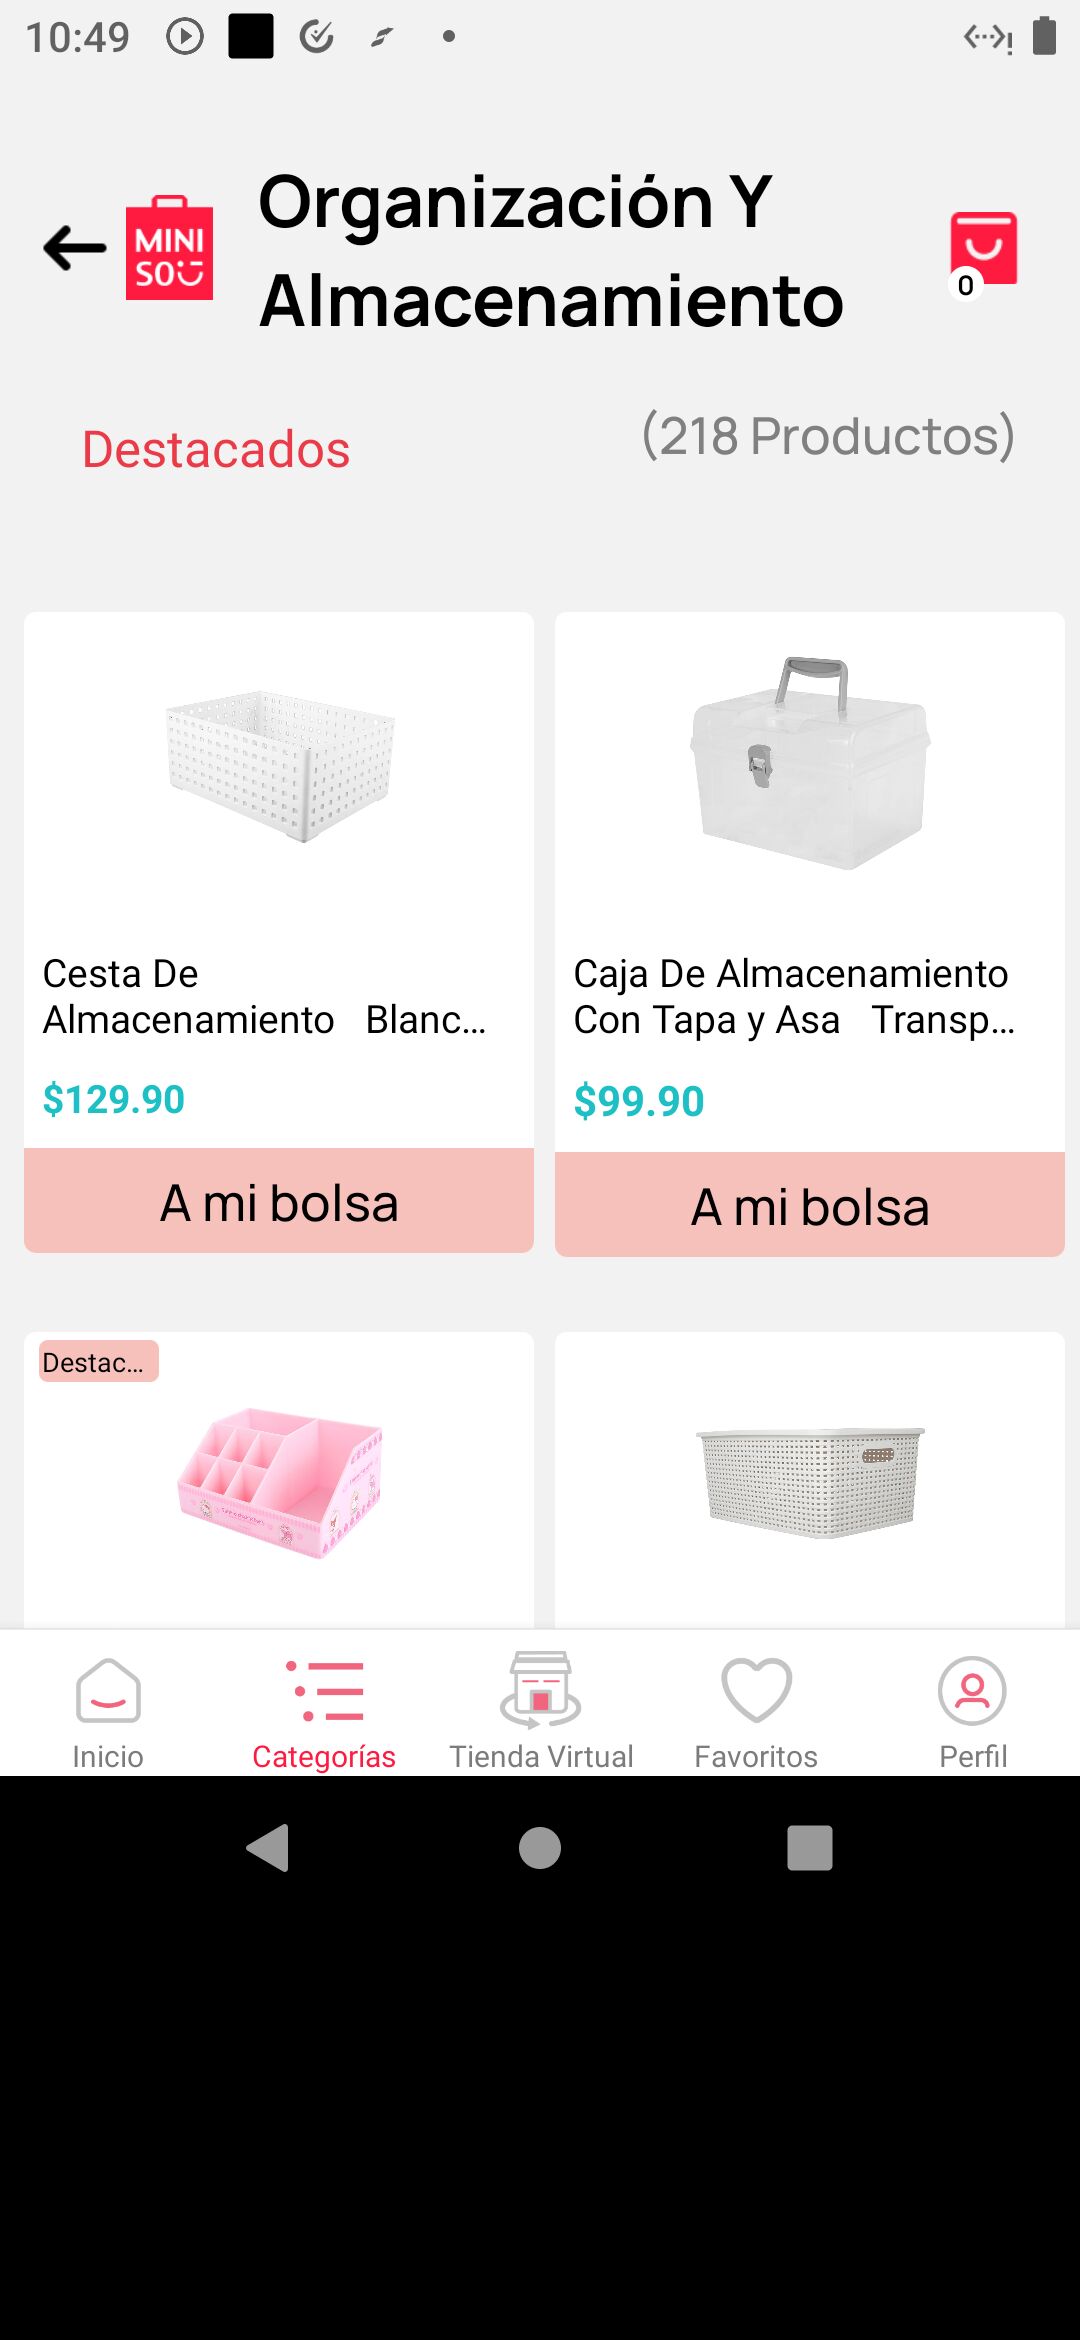 10:49
MINI
SO
Organización Y
Almacenamiento
0
Destacados
(218 Productos)
Cesta De
Almacenamiento Blanc...
$129.90
A mi bolsa
Caja De Almacenamiento
Con Tapa y Asa Transp...
$99.90
A mi bolsa
Destac...
Inicio
Categorías
Tienda Virtual
Favoritos
Perfil